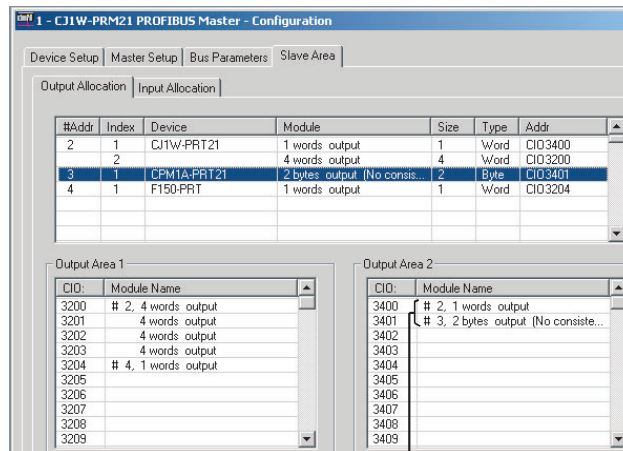 1 - CJ1W-PRM21 PROFIBUS Master - Configuration
Device Setup Master Setup Bus Parameters Slave Area
Output Allocation Input Allocation
#Addr Index Device Module Size Type Addr
2 1 CJ1W-PRT21 1 words output 1 Word CIO3400
2 4 words output 4 Word CIO3200
3 1 CPM1A-PRT21 2 bytes output (No consis... 2 Byte CIO3401
4 1 F150-PRT 1 words output 1 Word CIO3204
Output Area 1 Output Area 2
CIO: Module Name CIO: Module Name
3200 # 2, 4 words output 3400 # 2, 1 words output
3201 4 words output 3401 # 3, 2 bytes output (No consiste...
3202 4 words output 3402
3203 4 words output 3403
3204 # 4, 1 words output 3404
3205 3405
3206 3406
3207 3407
3208 3408
3209 3409